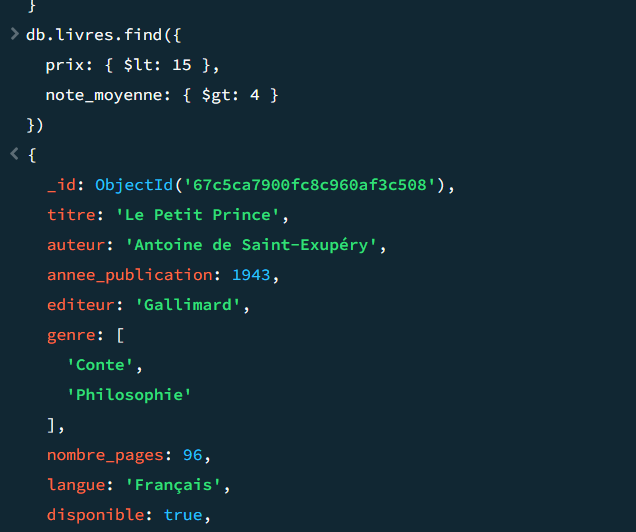 }
> db.livres.find({
prix: { $lt: 15 },
note_moyenne: { $gt: 4 }
})
< {
_id: ObjectId('67c5ca7900fc8c960af3c508'),
titre: 'Le Petit Prince',
auteur: 'Antoine de Saint-Exupéry',
annee_publication: 1943,
editeur: 'Gallimard',
genre: [
'Conte',
'Philosophie'
],
nombre_pages: 96,
langue: 'Français',
disponible: true,